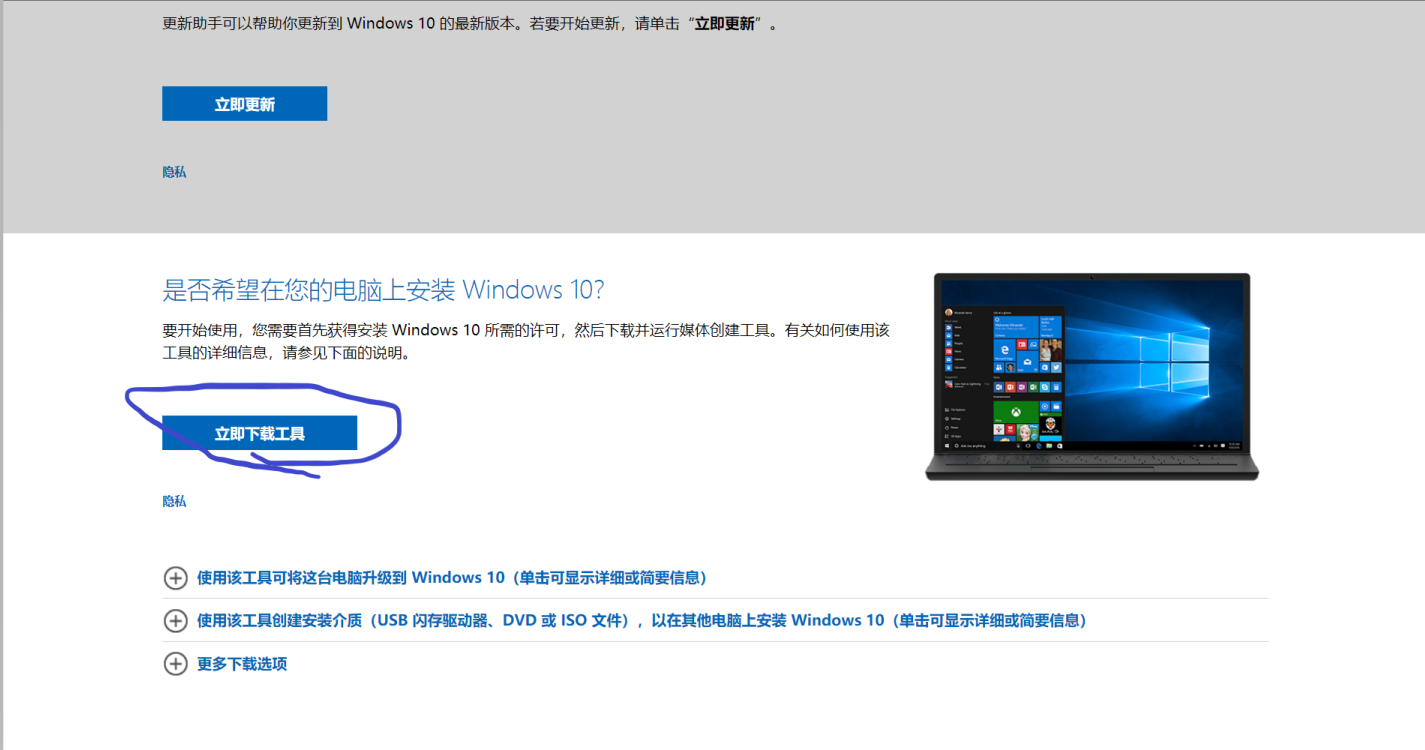 更新助手可以帮助你更新到 Windows 10 的最新版本。若要开始更新，请单击“立即更新”。
立即更新
隐私
是否希望在您的电脑上安装 Windows 10?
要开始使用，您需要首先获得安装 Windows 10 所需的许可，然后下载并运行媒体创建工具。有关如何使用该
工具的详细信息，请参见下面的说明。
立即下载工具
隐私
使用该工具可将这台电脑升级到 Windows 10（单击可显示详细或简要信息）
使用该工具创建安装介质（USB 闪存驱动器、DVD 或 ISO 文件），以在其他电脑上安装 Windows 10（单击可显示详细或简要信息）
更多下载选项